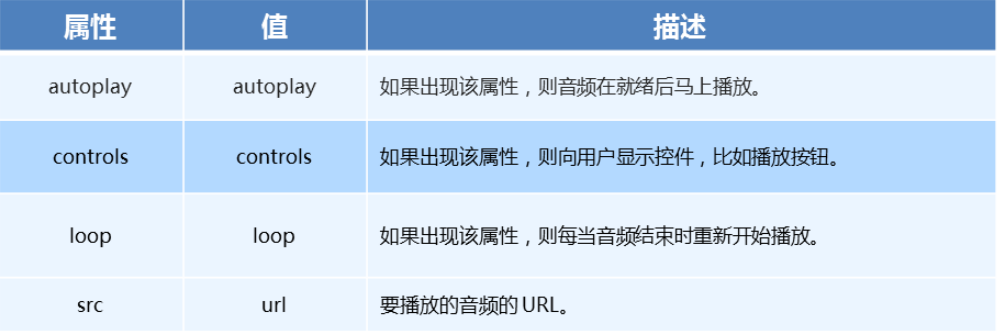 属性 值 描述
autoplay autoplay 如果出现该属性，则音频在就绪后马上播放。
controls controls 如果出现该属性，则向用户显示控件，比如播放按钮。
loop loop 如果出现该属性，则每当音频结束时重新开始播放。
src url 要播放的音频的 URL。